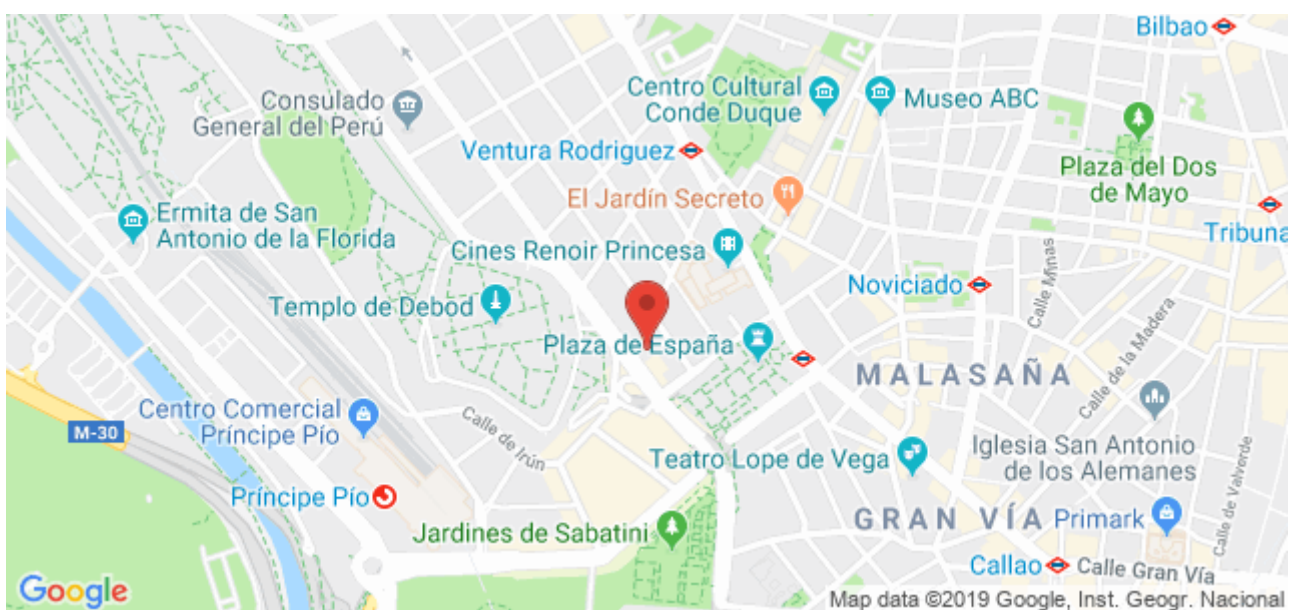 Bilbao
Centro Cultural
Conde Duque
Museo ABC
Consulado
General del Perú
Ventura Rodriguez
Plaza del Dos
de Mayo
El Jardín Secreto
Ermita de San
Antonio de la Florida
Tribuna
Cines Renoir Princesa
Calle Minas
Noviciado
Templo de Debod
Plaza de España
Calle de la Madera
MALASAÑA
Centro Comercial
Príncipe Pío
M-30
Calle de Irún
Iglesia San Antonio
de los Alemanes
Teatro Lope de Vega
Calle de Valverde
Príncipe Pío
GRAN VÍA
Primark
Jardines de Sabatini
Callao
Calle Gran Vía
Google
Map data ©2019 Google, Inst. Geogr. Nacional